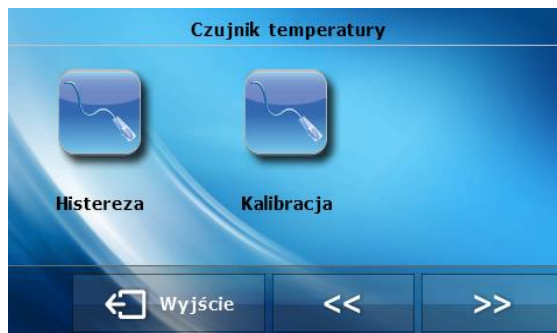 Czujnik temperatury
Histereza Kalibracja
Wyjście << >>